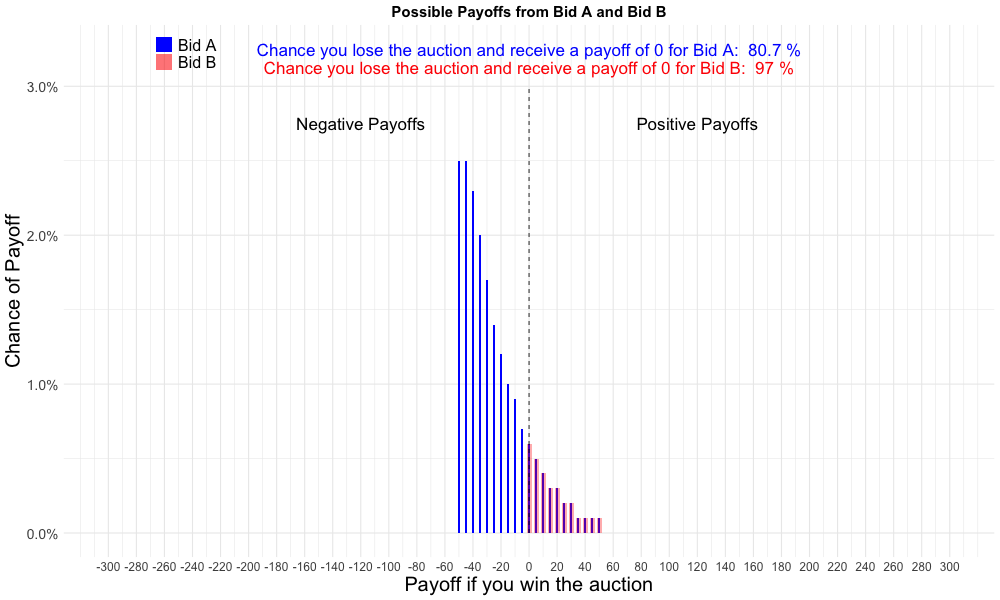 Possible Payoffs from Bid A and Bid B
Bid A
Bid B
Chance you lose the auction and receive a payoff of 0 for Bid A: 80.7 %
Chance you lose the auction and receive a payoff of 0 for Bid B: 97 %
Negative Payoffs
Positive Payoffs
Chance of Payoff
3.0%
2.0%
1.0%
0.0%
-300 -280 -260 -240 -220 -200 -180 -160 -140 -120 -100 -80 -60 -40 -20 0 20 40 60 80 100 120 140 160 180 200 220 240 260 280 300
Payoff if you win the auction